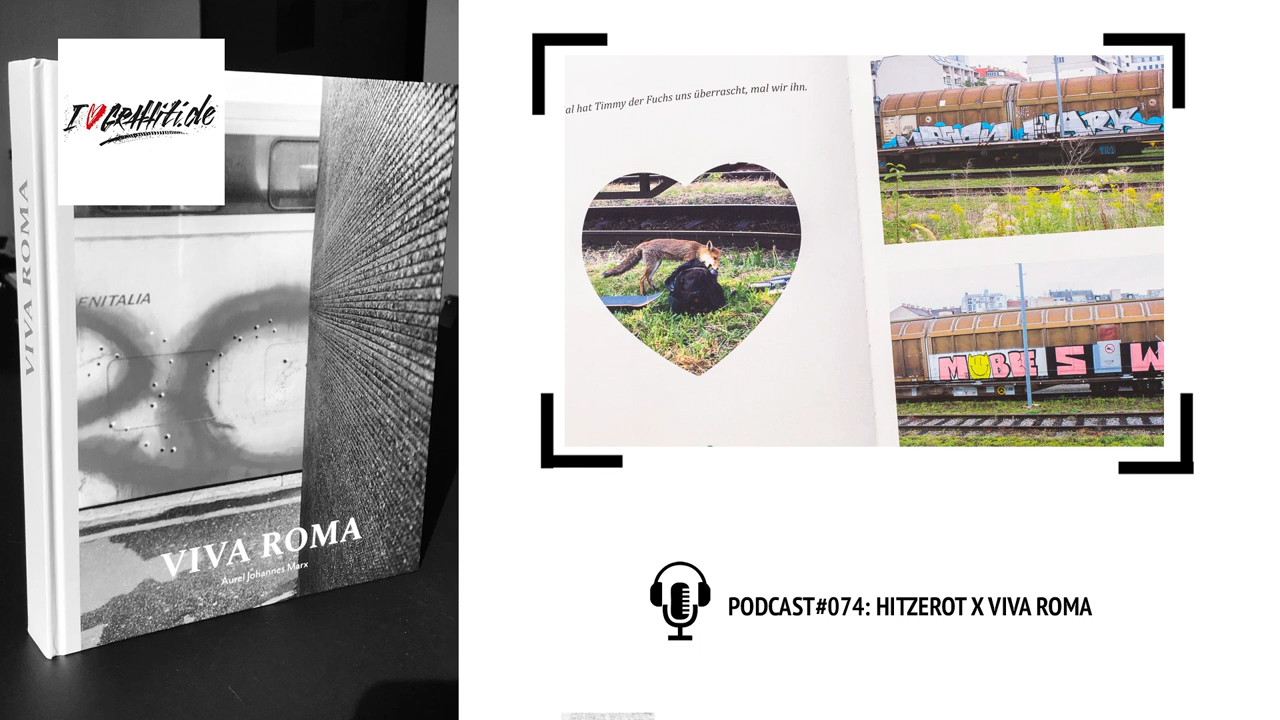 I ♥ GRAFFITI.de
VIVA ROMA
ENITALIA
VIVA ROMA
Aurel Johannes Marx
al hat Timmy der Fuchs uns überrascht, mal wir ihn.
MOBE S W
PODCAST#074: HITZEROT X VIVA ROMA